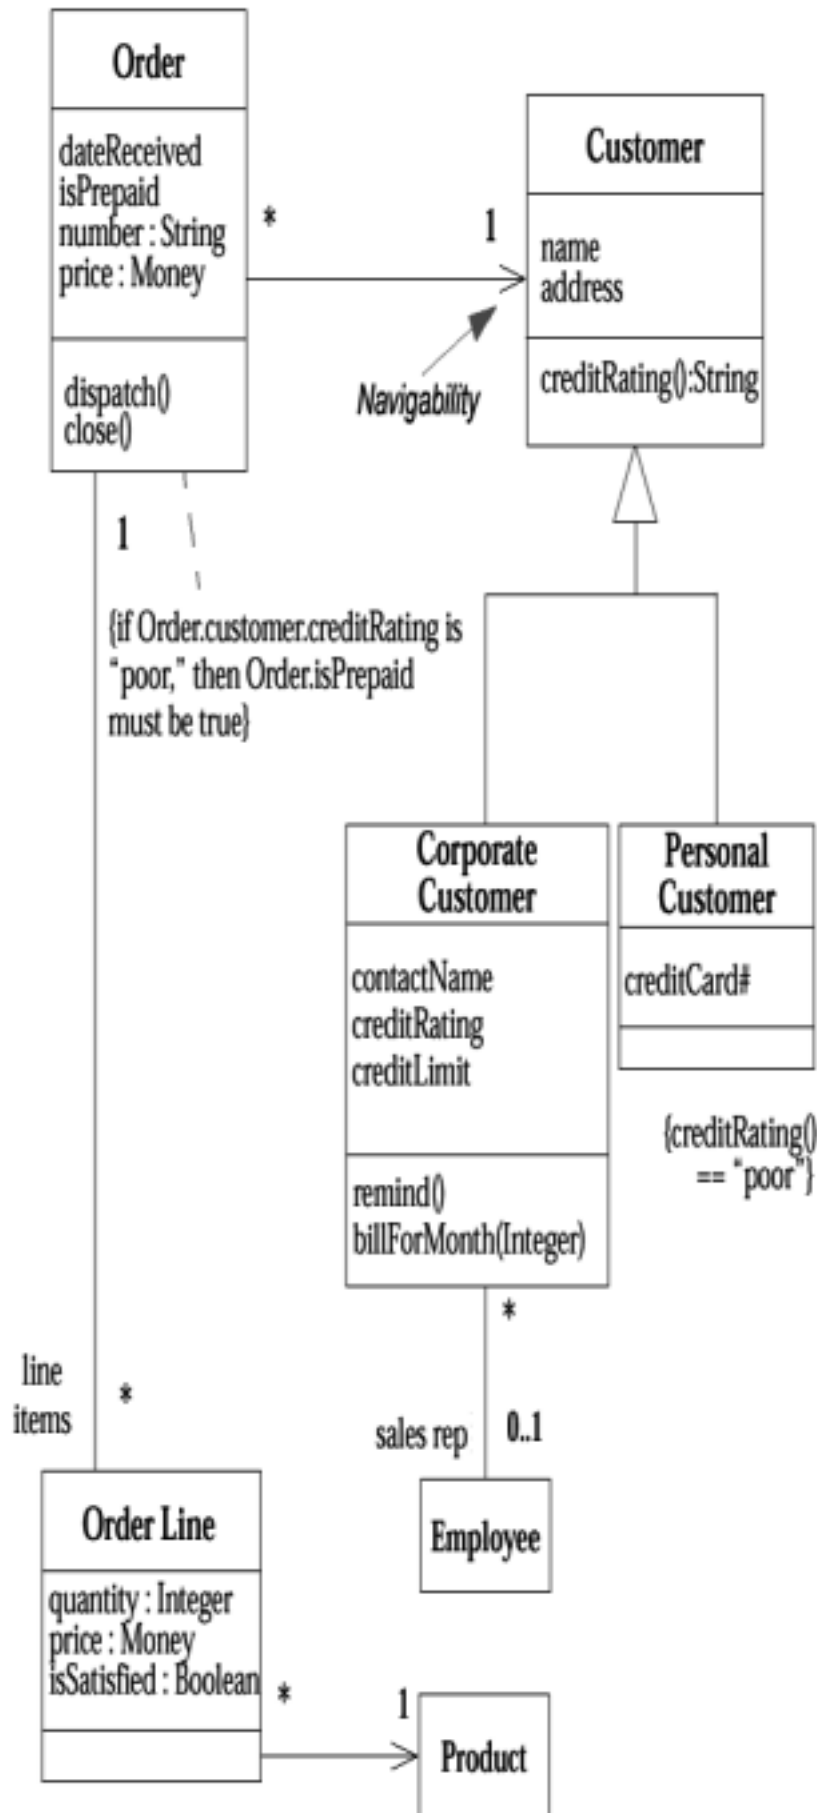 Order
dateReceived
isPrepaid
number : String
price : Money
dispatch()
close()
*
1
Customer
name
address
creditRating():String
Navigability
1
{if Order.customer.creditRating is
“poor,” then Order.isPrepaid
must be true}
Corporate
Customer
contactName
creditRating
creditLimit
remind()
billForMonth(Integer)
Personal
Customer
creditCard#
{creditRating()
== “poor”}
*
sales rep
0..1
Employee
line
items
*
Order Line
quantity : Integer
price : Money
isSatisfied : Boolean
*
1
Product